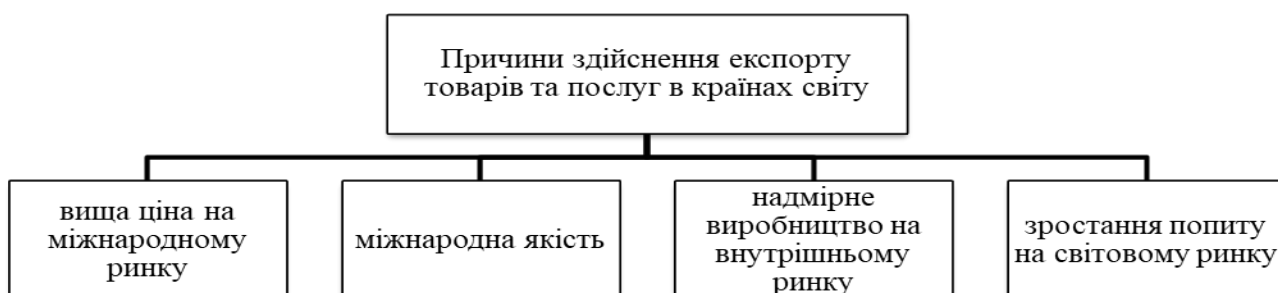 Причини здійснення експорту
товарів та послуг в країнах світу
вища ціна на
міжнародному
ринку
міжнародна якість
надмірне
виробництво на
внутрішньому
ринку
зростання попиту
на світовому ринку